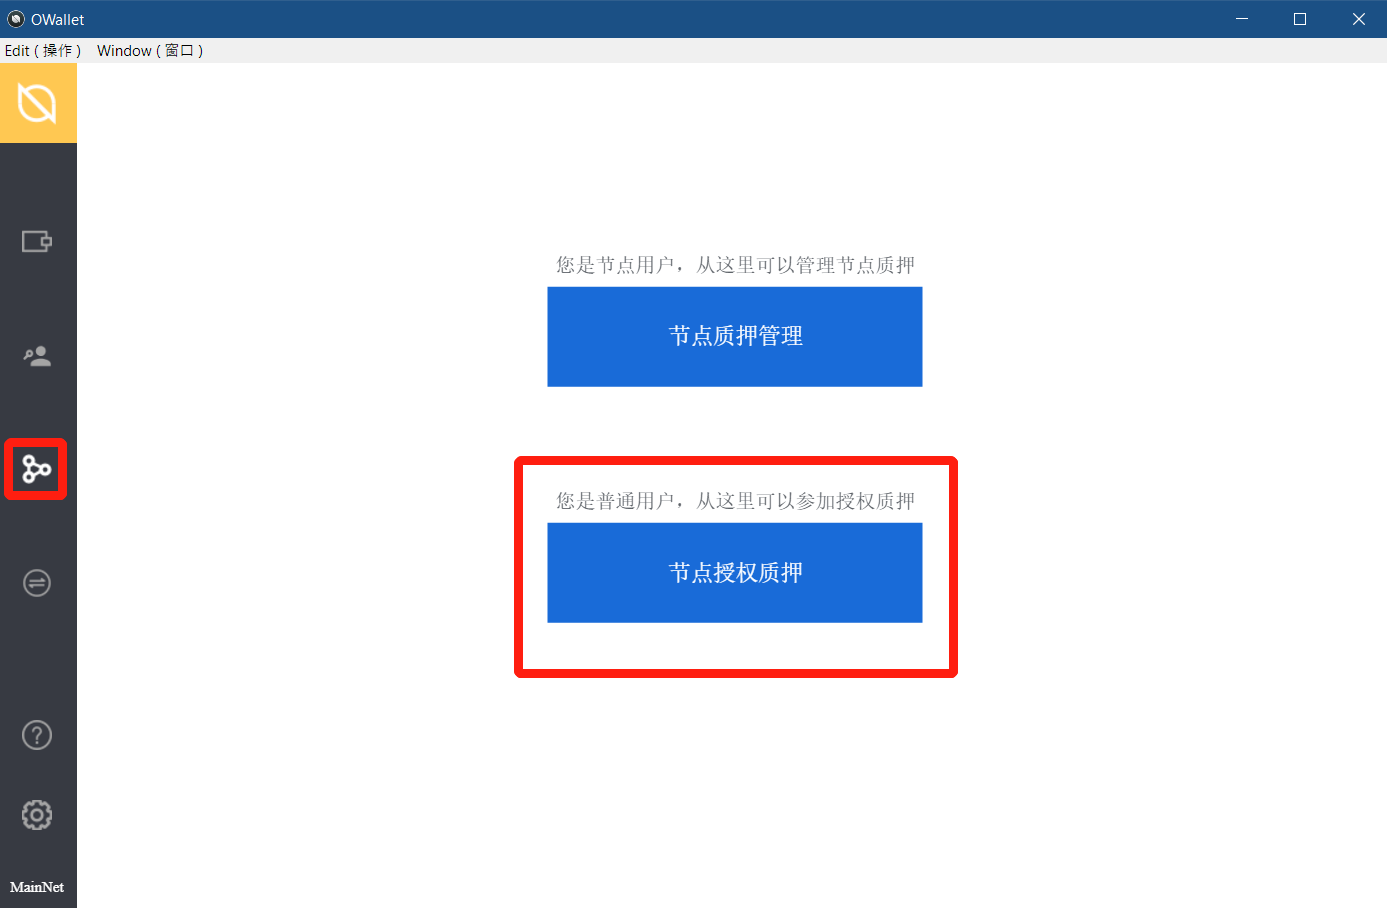 OWallet
Edit ( 操作 ) Window ( 窗口 )
您是节点用户，从这里可以管理节点质押
节点质押管理
您是普通用户，从这里可以参加授权质押
节点授权质押
MainNet